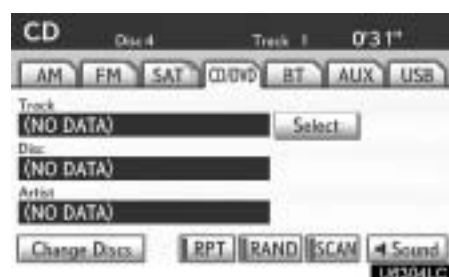 CD Disc 4 Track 1 0'31"
AM FM SAT CD/DVD BT AUX USB
Track
(NO DATA) Select
Disc
(NO DATA)
Artist
(NO DATA)
Change Discs RPT RAND SCAN Sound